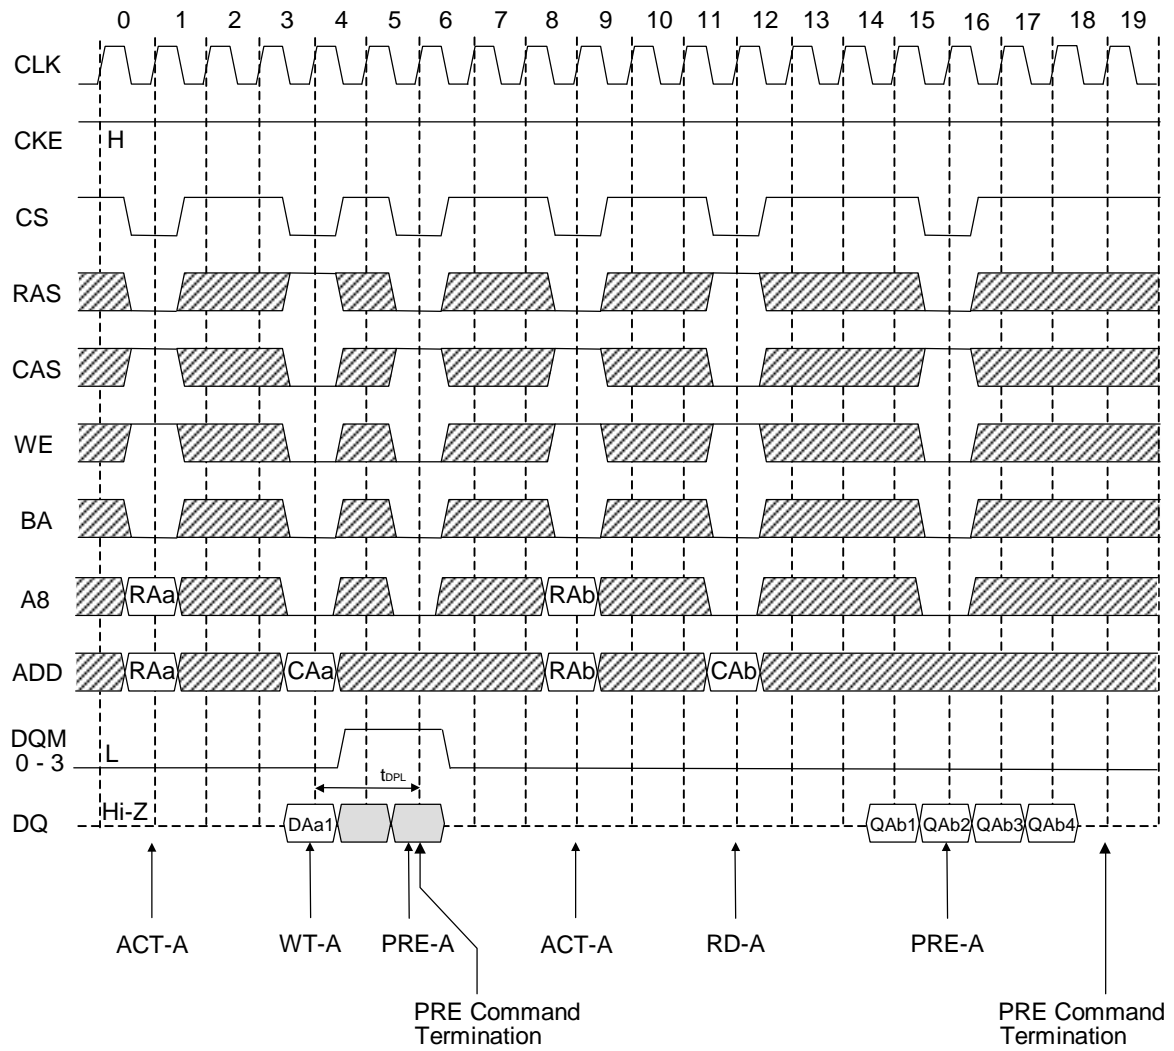 0 1 2 3 4 5 6 7 8 9 10 11 12 13 14 15 16 17 18 19
CLK
CKE H
CS
RAS
CAS
WE
BA
A8 RAa RAb
ADD RAa CAa RAb CAb
DQM
0 - 3 L
tDPL
Hi-Z
DQ DAa1 QAb1 QAb2 QAb3 QAb4
ACT-A WT-A PRE-A ACT-A RD-A PRE-A
PRE Command
Termination
PRE Command
Termination